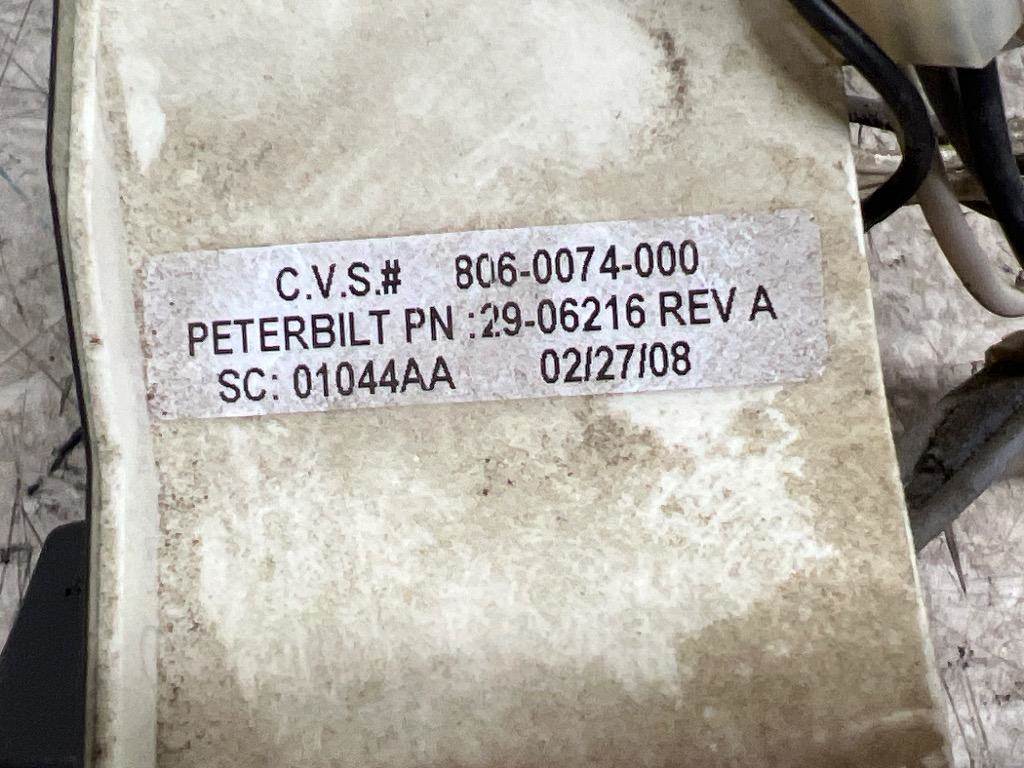 C.V.S.# 806-0074-000
PETERBILT PN :29-06216 REV A
SC: 01044AA 02/27/08